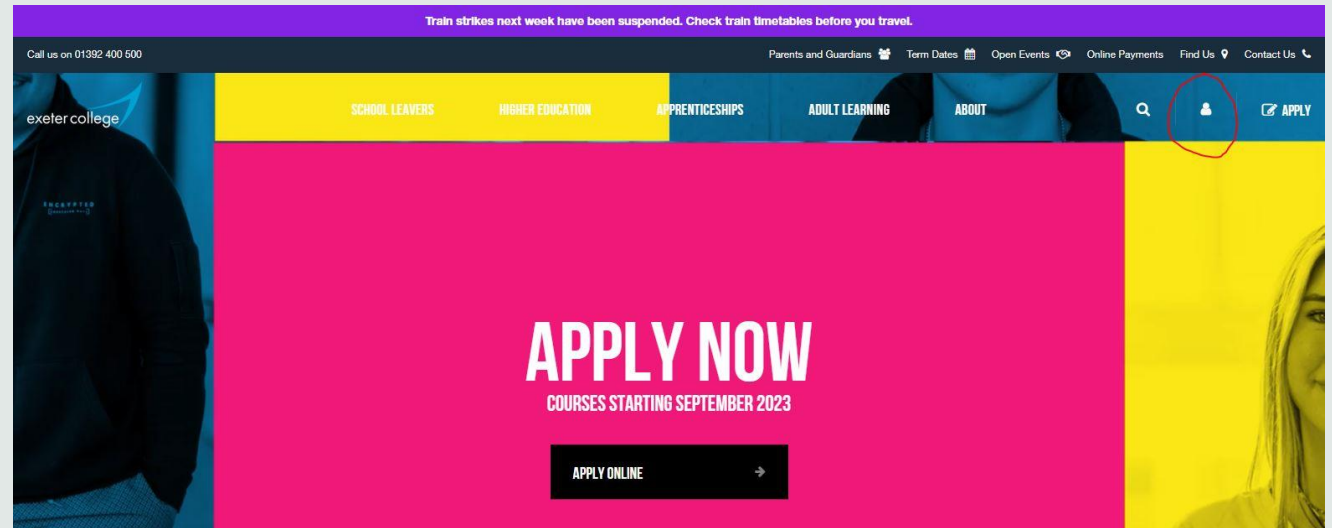 Train strikes next week have been suspended. Check train timetables before you travel.
Call us on 01392 400 500 Parents and Guardians Term Dates Open Events Online Payments Find Us Contact Us
exeter college SCHOOL LEAVERS HIGHER EDUCATION APPRENTICESHIPS ADULT LEARNING ABOUT APPLY
ENCRYPTED
APPLY NOW
COURSES STARTING SEPTEMBER 2023
APPLY ONLINE